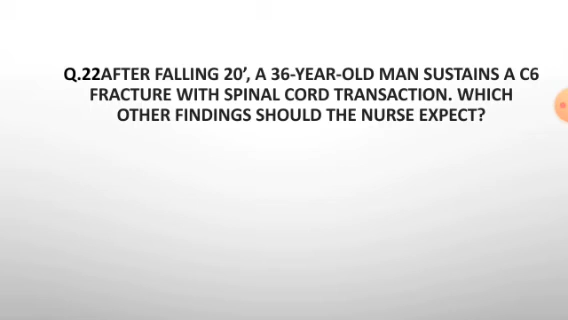 Q.22AFTER FALLING 20’, A 36-YEAR-OLD MAN SUSTAINS A C6
FRACTURE WITH SPINAL CORD TRANSACTION. WHICH
OTHER FINDINGS SHOULD THE NURSE EXPECT?